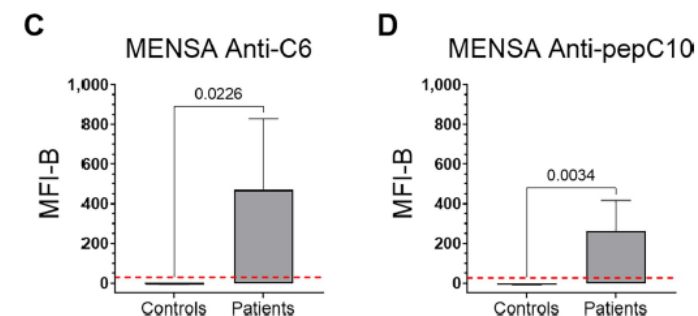 C
MENSA Anti-C6
MFI-B
1,000
800
600
400
200
0
0.0226
Controls Patients
D
MENSA Anti-pepC10
MFI-B
1,000
800
600
400
200
0
0.0034
Controls Patients